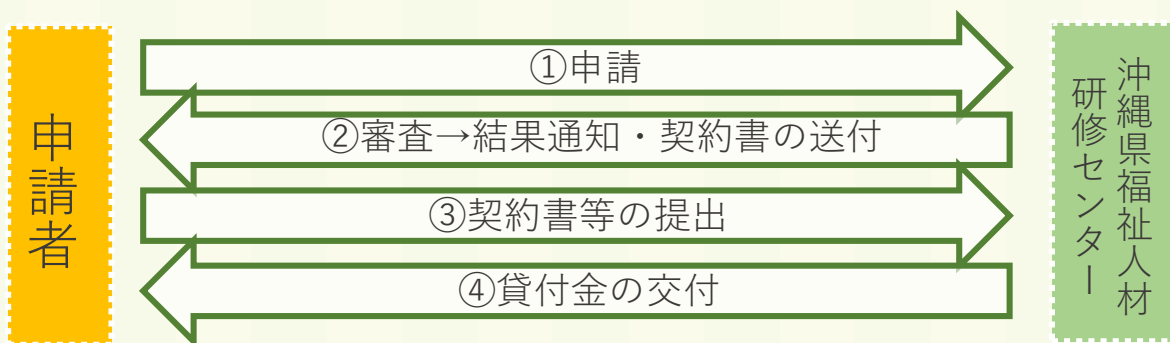 申請者
①申請
②審査→結果通知・契約書の送付
③契約書等の提出
④貸付金の交付
沖縄県福祉人材
研修センター